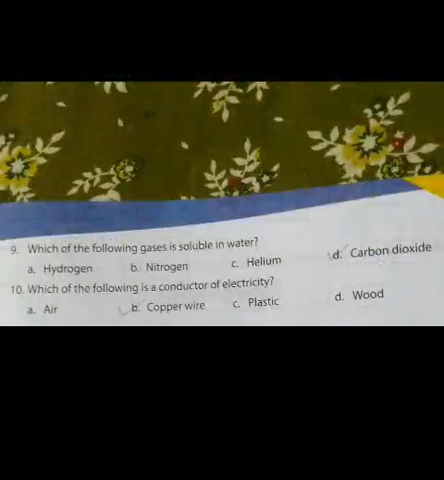 9. Which of the following gases is soluble in water?
a. Hydrogen b. Nitrogen c. Helium d. Carbon dioxide
10. Which of the following is a conductor of electricity?
a. Air b. Copper wire c. Plastic d. Wood